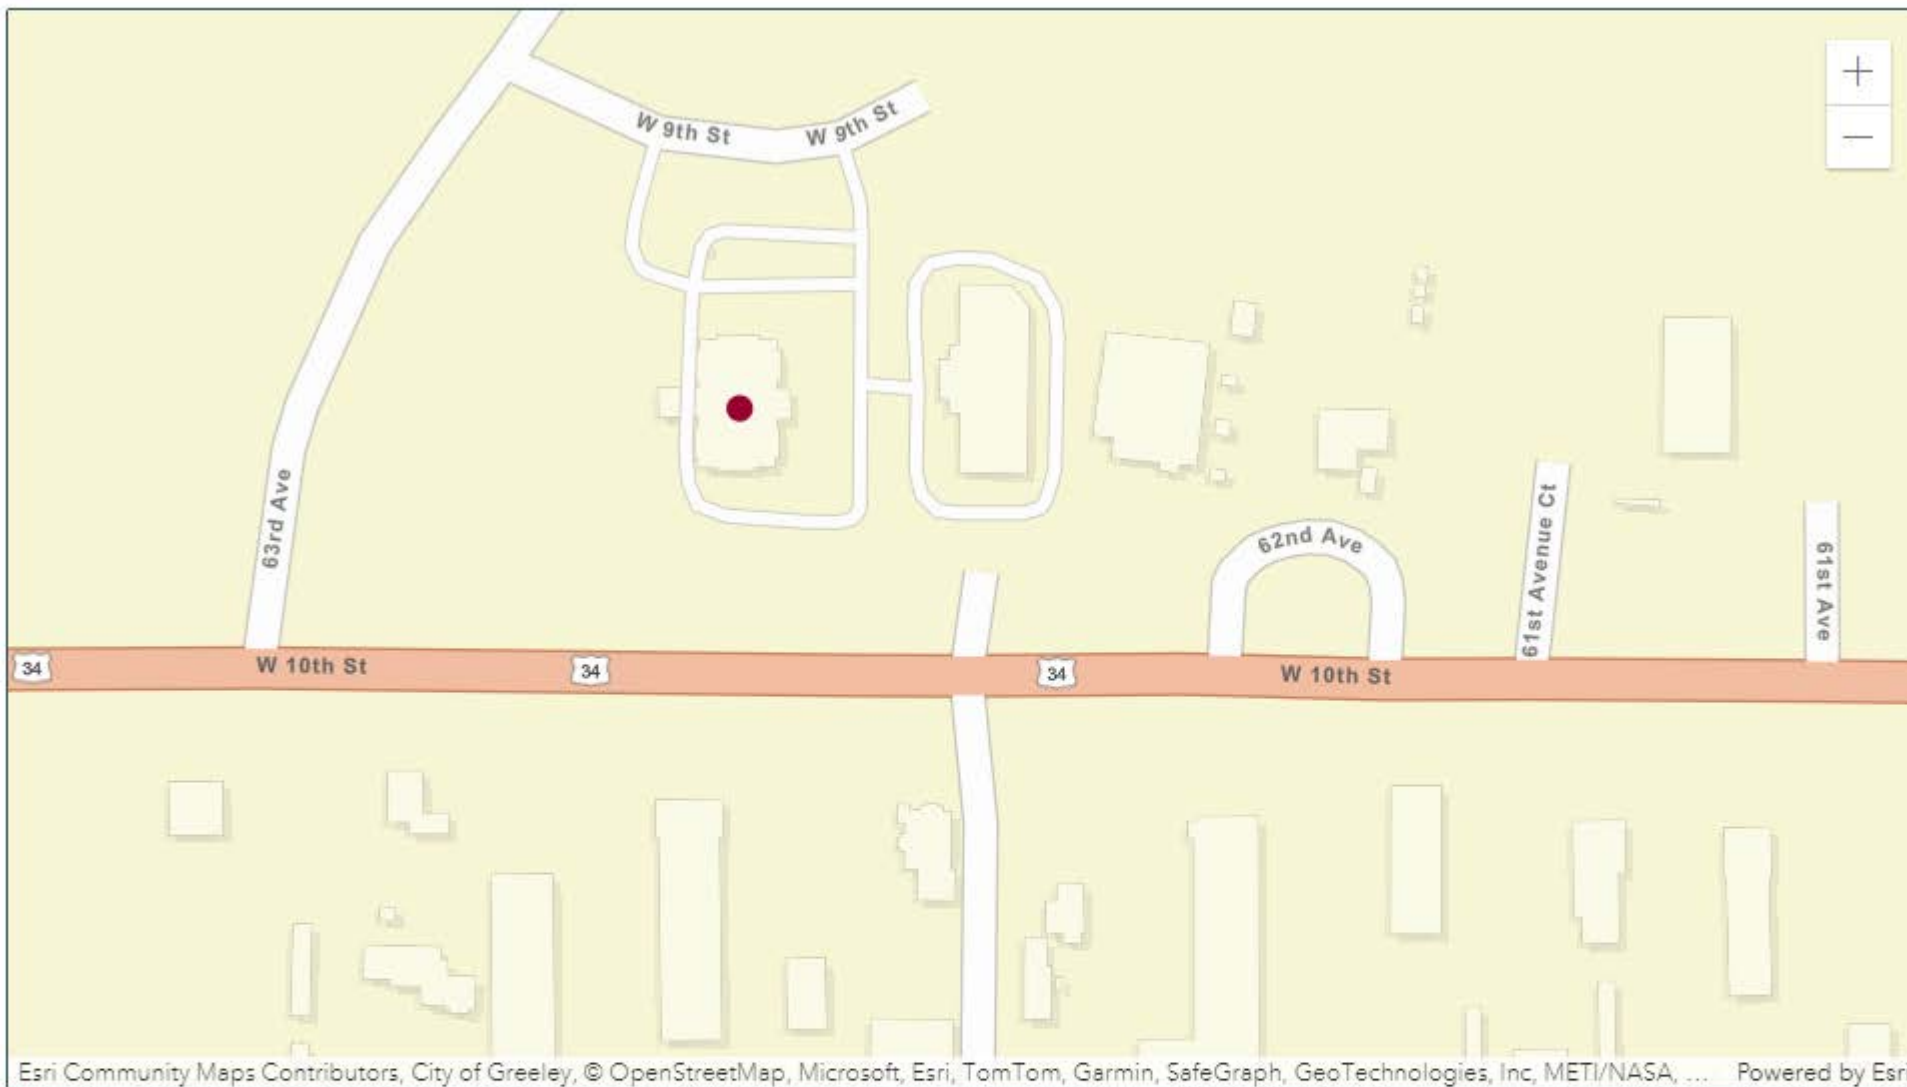 +
W 9th St
W 9th St
−
63rd Ave
62nd Ave
61st Avenue Ct
61st Ave
34
W 10th St
34
34
W 10th St
Esri Community Maps Contributors, City of Greeley, © OpenStreetMap, Microsoft, Esri, TomTom, Garmin, SafeGraph, GeoTechnologies, Inc, METI/NASA, ... Powered by Esri